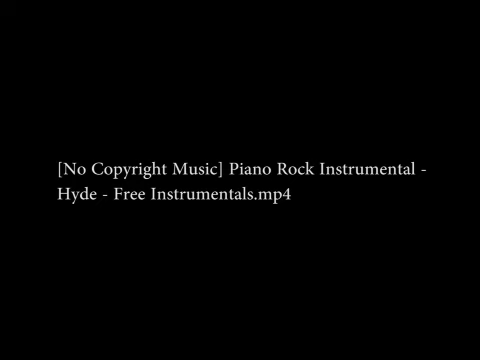 [No Copyright Music] Piano Rock Instrumental -
Hyde - Free Instrumentals.mp4